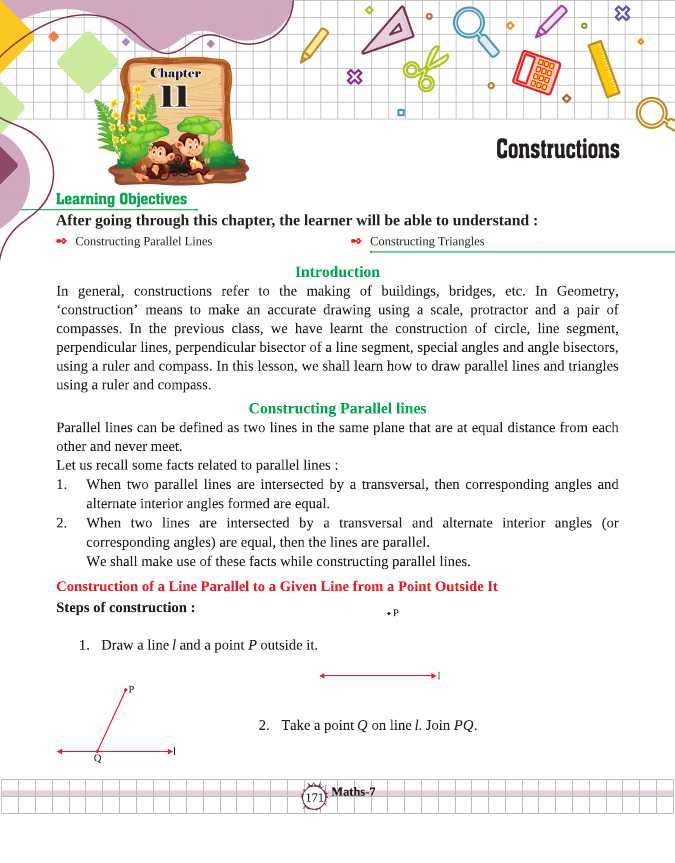 Chapter
11
Constructions
Learning Objectives
After going through this chapter, the learner will be able to understand :
Constructing Parallel Lines
Constructing Triangles
Introduction
In general, constructions refer to the making of buildings, bridges, etc. In Geometry,
‘construction’ means to make an accurate drawing using a scale, protractor and a pair of
compasses. In the previous class, we have learnt the construction of circle, line segment,
perpendicular lines, perpendicular bisector of a line segment, special angles and angle bisectors,
using a ruler and compass. In this lesson, we shall learn how to draw parallel lines and triangles
using a ruler and compass.
Constructing Parallel lines
Parallel lines can be defined as two lines in the same plane that are at equal distance from each
other and never meet.
Let us recall some facts related to parallel lines :
1. When two parallel lines are intersected by a transversal, then corresponding angles and
alternate interior angles formed are equal.
2. When two lines are intersected by a transversal and alternate interior angles (or
corresponding angles) are equal, then the lines are parallel.
We shall make use of these facts while constructing parallel lines.
Construction of a Line Parallel to a Given Line from a Point Outside It
Steps of construction :
P
1. Draw a line l and a point P outside it.
l
P
2. Take a point Q on line l. Join PQ.
l
Q
171 Maths-7